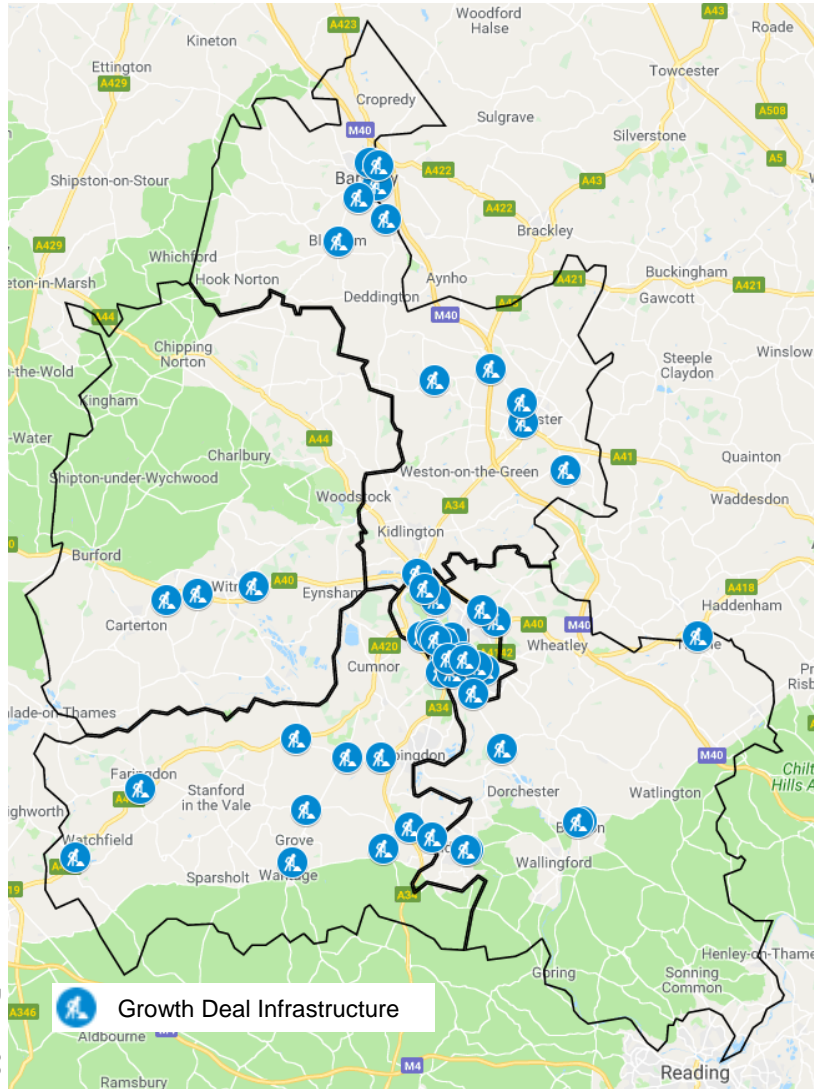 Woodford
Halse
A43
Roade
A423
Kineton
Ettington
A429
Towcester
Cropredy
A508
Sulgrave
M40
Silverstone
A5
A422
A43
Shipston-on-Stour
A422
Brackley
A429
Whichford
Hook Norton
Aynho
A421
Buckingham
A421
Gawcott
Deddington
A44
M40
Chipping
Norton
Steeple
Claydon
Winslow
Kingham
A44
Charlbury
A41
Quainton
Shipton-under-Wychwood
Weston-on-the-Green
Woodstock
A34
Waddesdon
Kidlington
Burford
A40
Eynsham
A418
Haddenham
Carterton
A40
M40
A420
Wheatley
Cumnor
A34
M40
Faringdon
Stanford
in the Vale
Dorchester
Watlington
Grove
Watchfield
Wallingford
Sparsholt
A34
Henley-on-Thame
Goring
Sonning
Common
Growth Deal Infrastructure
A346
Aldbourne
M4
Reading
Ramsbury